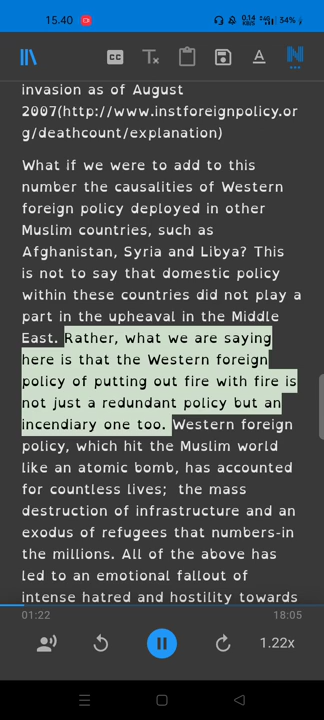 15.40
0.14 KB/S
34%
CC
invasion as of August
2007(http://www.instforeignpolicy.or
g/deathcount/explanation)
What if we were to add to this
number the causalities of Western
foreign policy deployed in other
Muslim countries, such as
Afghanistan, Syria and Libya? This
is not to say that domestic policy
within these countries did not play a
part in the upheaval in the Middle
East. Rather, what we are saying
here is that the Western foreign
policy of putting out fire with fire is
not just a redundant policy but an
incendiary one too. Western foreign
policy, which hit the Muslim world
like an atomic bomb, has accounted
for countless lives;  the mass
destruction of infrastructure and an
exodus of refugees that numbers-in
the millions. All of the above has
led to an emotional fallout of
intense hatred and hostility towards
01:22
18:05
1.22x